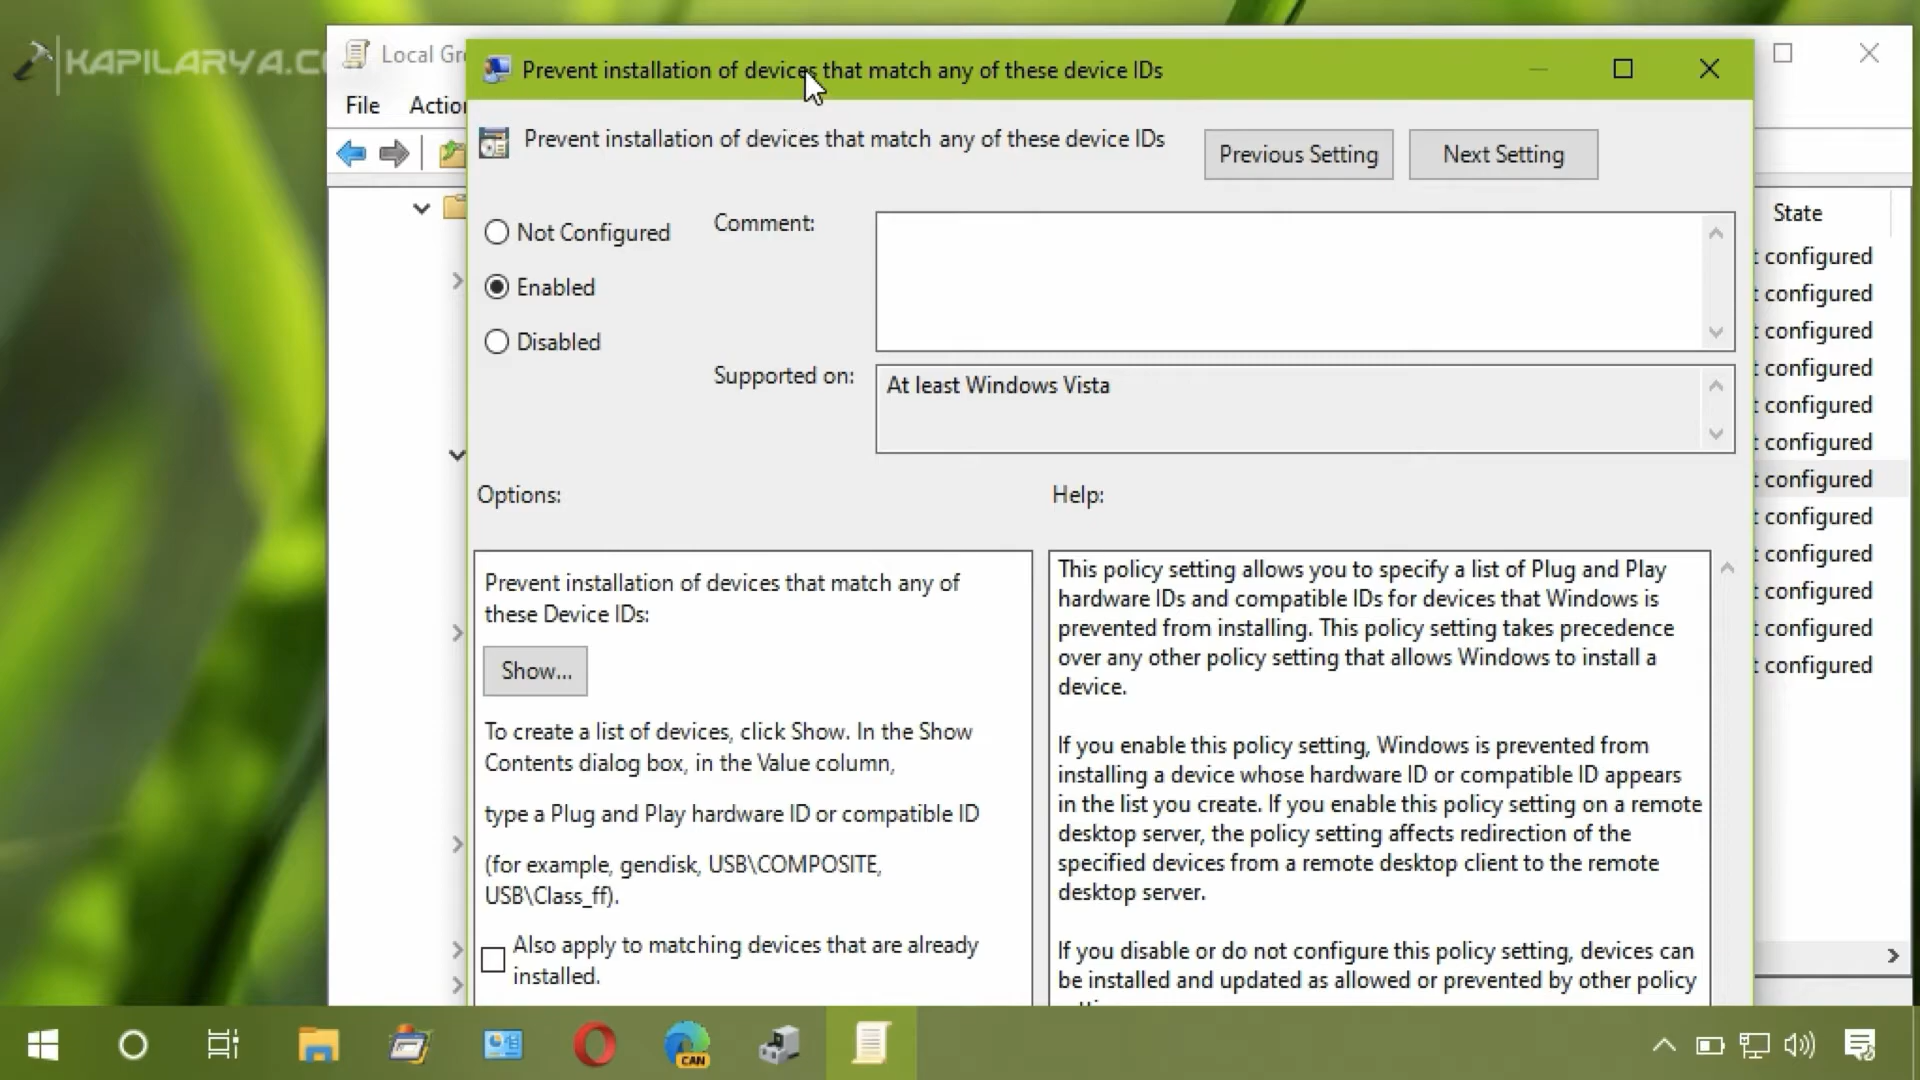 KAPILARYA.C
Local Gr
Prevent installation of devices that match any of these device IDs
File Action
Prevent installation of devices that match any of these device IDs
Previous Setting
Next Setting
Not Configured
Enabled
Disabled
Comment:
Supported on:
At least Windows Vista
Options:
Help:
Prevent installation of devices that match any of
these Device IDs:
Show...
To create a list of devices, click Show. In the Show
Contents dialog box, in the Value column,
type a Plug and Play hardware ID or compatible ID
(for example, gendisk, USB\COMPOSITE,
USB\Class_ff).
Also apply to matching devices that are already
installed.
This policy setting allows you to specify a list of Plug and Play
hardware IDs and compatible IDs for devices that Windows is
prevented from installing. This policy setting takes precedence
over any other policy setting that allows Windows to install a
device.
If you enable this policy setting, Windows is prevented from
installing a device whose hardware ID or compatible ID appears
in the list you create. If you enable this policy setting on a remote
desktop server, the policy setting affects redirection of the
specified devices from a remote desktop client to the remote
desktop server.
If you disable or do not configure this policy setting, devices can
be installed and updated as allowed or prevented by other policy
State
t configured
t configured
t configured
t configured
t configured
t configured
t configured
t configured
t configured
t configured
t configured
t configured
CAN